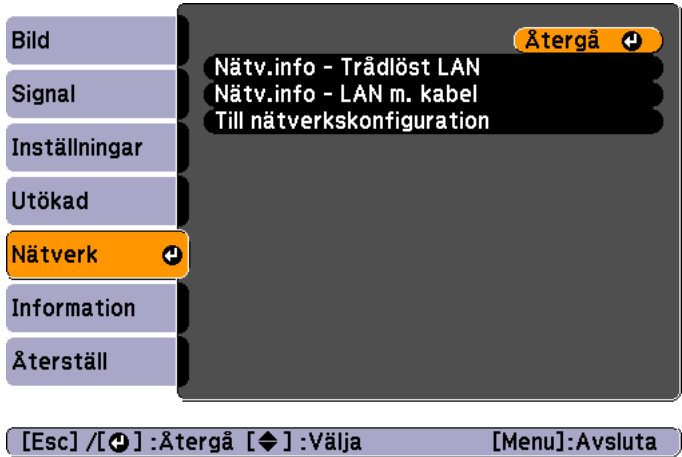 Bild
Signal
Inställningar
Utökad
Nätverk
Information
Återställ
Återgå
Nätv.info - Trådlöst LAN
Nätv.info - LAN m. kabel
Till nätverkskonfiguration
[Esc] /[⏎] :Återgå [◆] :Välja [Menu]:Avsluta